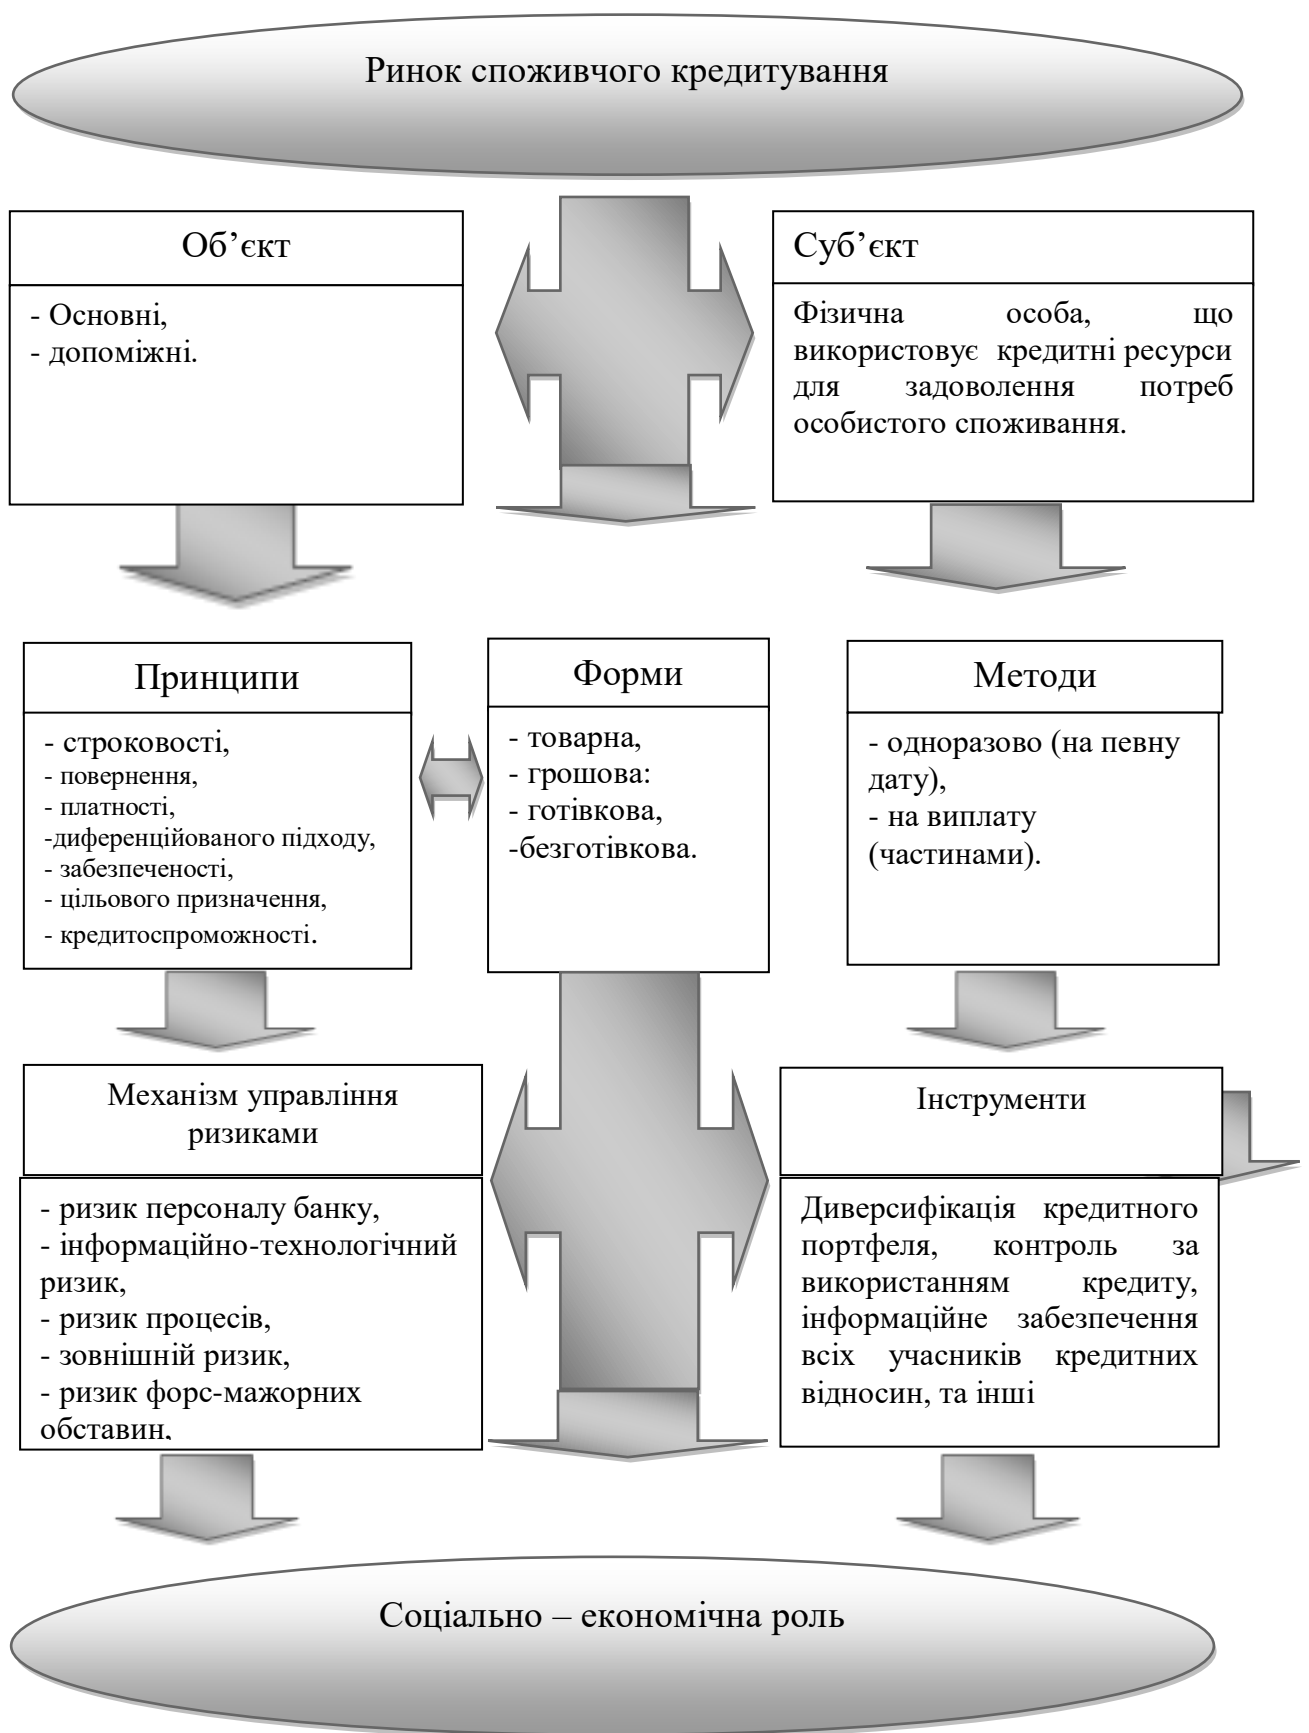 Ринок споживчого кредитування
Об’єкт
- Основні,
- допоміжні.
Суб’єкт
Фізична особа, що
використовує кредитні ресурси
для задоволення потреб
особистого споживання.
Принципи
- строковості,
- повернення,
- платності,
-диференційованого підходу,
- забезпеченості,
- цільового призначення,
- кредитоспроможності.
Форми
- товарна,
- грошова:
- готівкова,
-безготівкова.
Методи
- одноразово (на певну
дату),
- на виплату
(частинами).
Механізм управління
ризиками
- ризик персоналу банку,
- інформаційно-технологічний
ризик,
- ризик процесів,
- зовнішній ризик,
- ризик форс-мажорних
обставин,
Інструменти
Диверсифікація кредитного
портфеля, контроль за
використанням кредиту,
інформаційне забезпечення
всіх учасників кредитних
відносин, та інші
Соціально – економічна роль